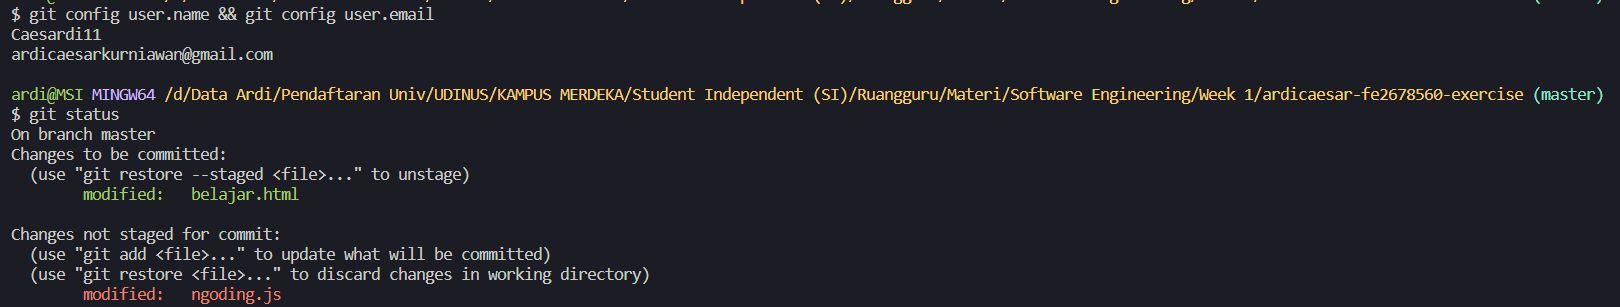 $ git config user.name && git config user.email
Caesardi11
ardicaesarkurniawan@gmail.com
ardi@MSI MINGW64 /d/Data Ardi/Pendaftaran Univ/UDINUS/KAMPUS MERDEKA/Student Independent (SI)/Ruangguru/Materi/Software Engineering/Week 1/ardicaesar-fe2678560-exercise (master)
$ git status
On branch master
Changes to be committed:
  (use "git restore --staged <file>..." to unstage)
        modified:   belajar.html
Changes not staged for commit:
  (use "git add <file>..." to update what will be committed)
  (use "git restore <file>..." to discard changes in working directory)
        modified:   ngoding.js